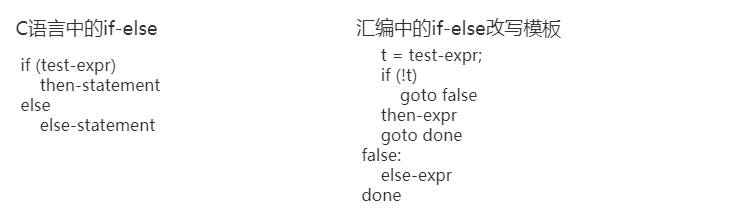 C语言中的if-else
if (test-expr)
then-statement
else
else-statement
汇编中的if-else改写模板
t = test-expr;
if (!t)
goto false
then-expr
goto done
false:
else-expr
done